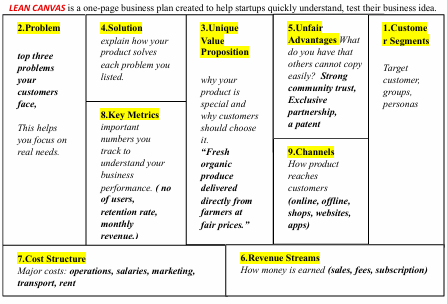 LEAN CANVAS is a one-page business plan created to help startups quickly understand, test their business idea.
2.Problem
top three
problems
your
customers
face,
This helps
you focus on
real needs.
4.Solution
explain how your
product solves
each problem you
listed.
8.Key Metrics
important
numbers you
track to
understand your
business
performance. ( no
of users,
retention rate,
monthly
revenue.)
3.Unique
Value
Proposition
why your
product is
special and
why customers
should choose
it.
“Fresh
organic
produce
delivered
directly from
farmers at
fair prices.”
5.Unfair
Advantages What
do you have that
others cannot copy
easily? Strong
community trust,
Exclusive
partnership,
a patent
9.Channels
How product
reaches
customers
(online, offline,
shops, websites,
apps)
1.Custome
r Segments
Target
customer,
groups,
personas
7.Cost Structure
Major costs: operations, salaries, marketing,
transport, rent
6.Revenue Streams
How money is earned (sales, fees, subscription)